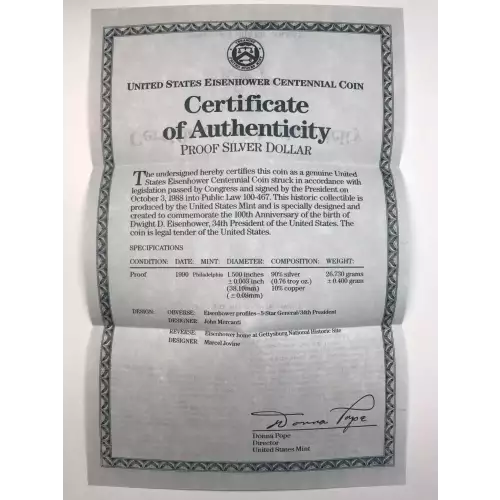 UNITED STATES EISENHOWER CENTENNIAL COIN
Certificate
of Authenticity
PROOF SILVER DOLLAR
The undersigned hereby certifies this coin as a genuine United
States Eisenhower Centennial Coin struck in accordance with
legislation passed by Congress and signed by the President on
October 3, 1988 into Public Law 100-467. This historic collectible is
produced by the United States Mint and is specially designed and
created to commemorate the 100th Anniversary of the birth of
Dwight D. Eisenhower, 34th President of the United States. The
coin is legal tender of the United States.
SPECIFICATIONS
CONDITION: DATE: MINT: DIAMETER: COMPOSITION: WEIGHT:
Proof 1990 Philadelphia 1.500 inches 90% silver 26.730 grams
± 0.003 inch (0.76 troy oz.) ± 0.400 gram
(38.10mm) 10% copper
(± 0.08mm)
DESIGN: OBVERSE: Eisenhower profiles - 5-Star General/34th President
DESIGNER: John Mercanti
REVERSE: Eisenhower home at Gettysburg National Historic Site
DESIGNER: Marcel Jovine
Donna Pope
Donna Pope
Director
United States Mint